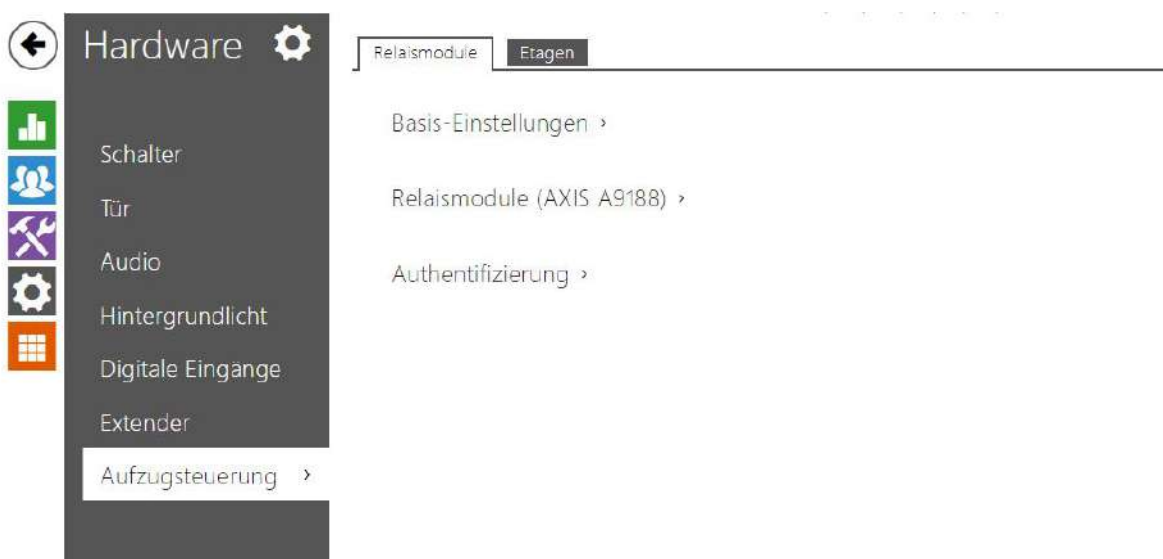 Hardware
Schalter
Tür
Audio
Hintergrundlicht
Digitale Eingänge
Extender
Aufzugsteuerung ›
Relaismodule
Etagen
Basis-Einstellungen ›
Relaismodule (AXIS A9188) ›
Authentifizierung ›